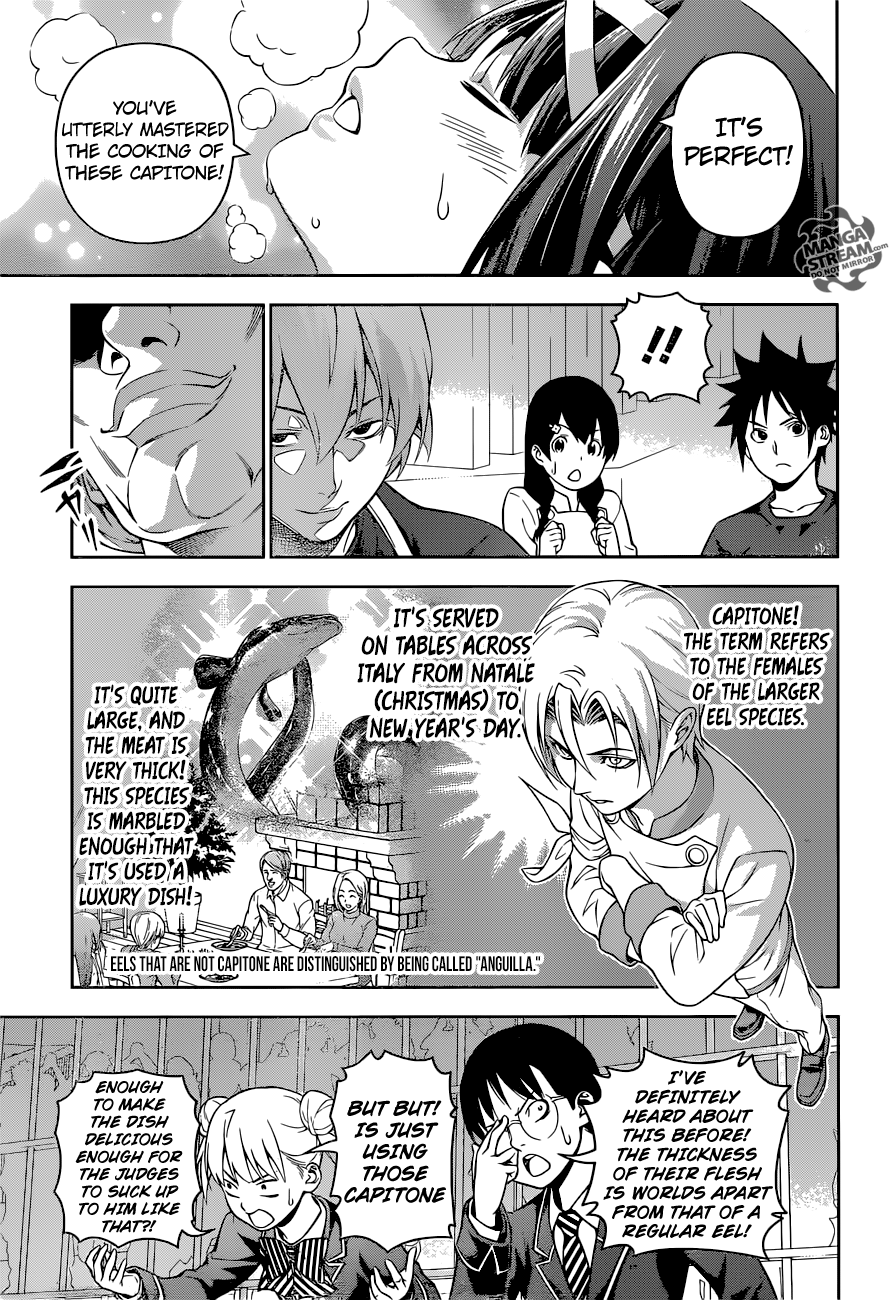 IT'S
PERFECT!
YOU'VE
UTTERLY MASTERED
THE COOKING OF
THESE CAPITONE!
MANGA
STREAM.com
DO NOT MIRROR
!!
CAPITONE!
THE TERM REFERS
TO THE FEMALES
OF THE LARGER
EEL SPECIES.
IT'S SERVED
ON TABLES ACROSS
ITALY FROM NATALE
(CHRISTMAS) TO
NEW YEAR'S DAY.
IT'S QUITE
LARGE, AND
THE MEAT IS
VERY THICK!
THIS SPECIES
IS MARBLED
ENOUGH THAT
IT'S USED A
LUXURY DISH!
EELS THAT ARE NOT CAPITONE ARE DISTINGUISHED BY BEING CALLED "ANGUILLA."
I'VE
DEFINITELY
HEARD ABOUT
THIS BEFORE!
THE THICKNESS
OF THEIR FLESH
IS WORLDS APART
FROM THAT OF A
REGULAR EEL!
BUT BUT!
IS JUST
USING
THOSE
CAPITONE
ENOUGH
TO MAKE
THE DISH
DELICIOUS
ENOUGH
FOR THE
JUDGES
TO SUCK UP
TO HIM LIKE
THAT?!